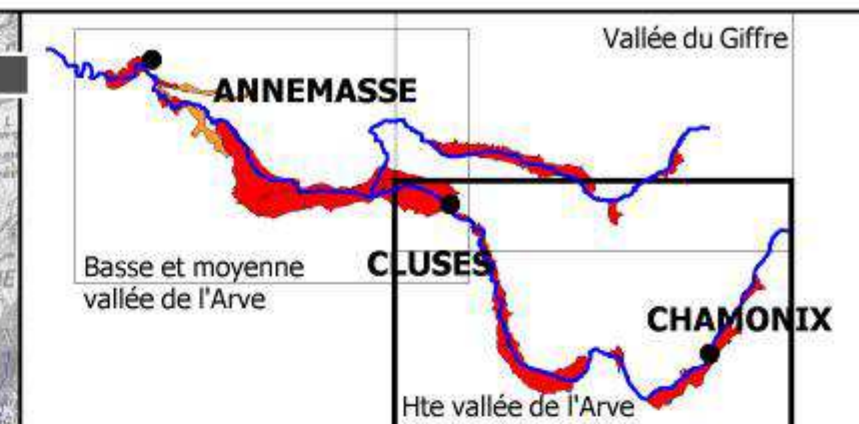 Vallée du Giffre
ANNEMASSE
Basse et moyenne
vallée de l'Arve
CLUSES
CHAMONIX
Hte vallée de l'Arve